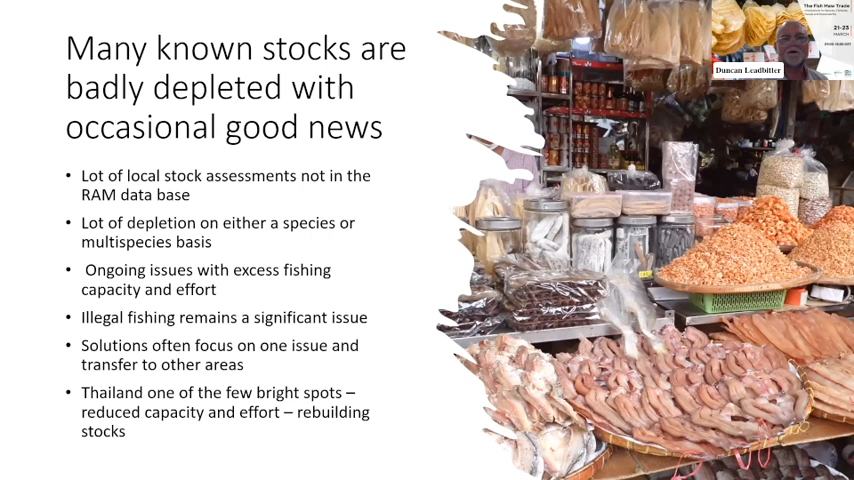 Many known stocks are
badly depleted with
occasional good news
• Lot of local stock assessments not in the
RAM data base
• Lot of depletion on either a species or
multispecies basis
• Ongoing issues with excess fishing
capacity and effort
• Illegal fishing remains a significant issue
• Solutions often focus on one issue and
transfer to other areas
• Thailand one of the few bright spots –
reduced capacity and effort – rebuilding
stocks
The Fish Maw Trade
21-23
MARCH
Duncan Leadbitter